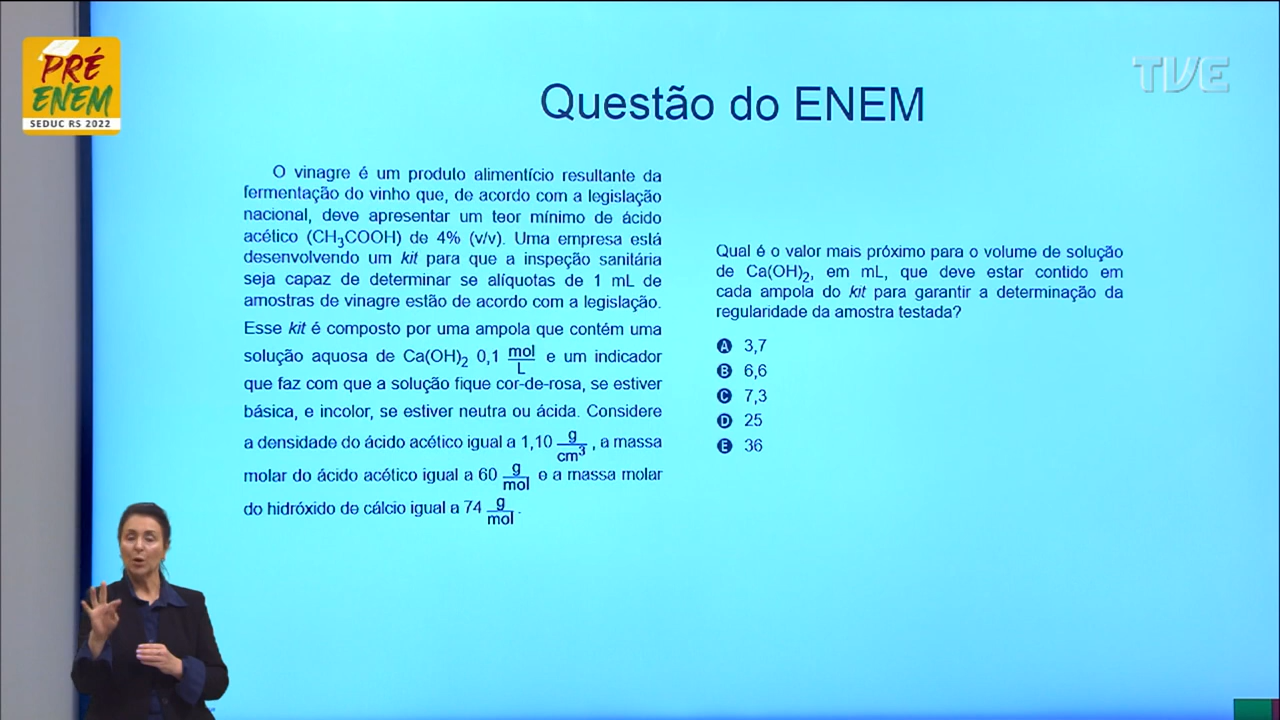 PRÉ
ENEM
SEDUC RS 2022
TVE
Questão do ENEM
O vinagre é um produto alimentício resultante da
fermentação do vinho que, de acordo com a legislação
nacional, deve apresentar um teor mínimo de ácido
acético (CH₃COOH) de 4% (v/v). Uma empresa está
desenvolvendo um kit para que a inspeção sanitária
seja capaz de determinar se alíquotas de 1 mL de
amostras de vinagre estão de acordo com a legislação.
Esse kit é composto por uma ampola que contém uma
solução aquosa de Ca(OH)₂ 0,1 mol/L e um indicador
que faz com que a solução fique cor-de-rosa, se estiver
básica, e incolor, se estiver neutra ou ácida. Considere
a densidade do ácido acético igual a 1,10 g/cm³, a massa
molar do ácido acético igual a 60 g/mol e a massa molar
do hidróxido de cálcio igual a 74 g/mol.
Qual é o valor mais próximo para o volume de solução
de Ca(OH)₂, em mL, que deve estar contido em
cada ampola do kit para garantir a determinação da
regularidade da amostra testada?
A 3,7
B 6,6
C 7,3
D 25
E 36